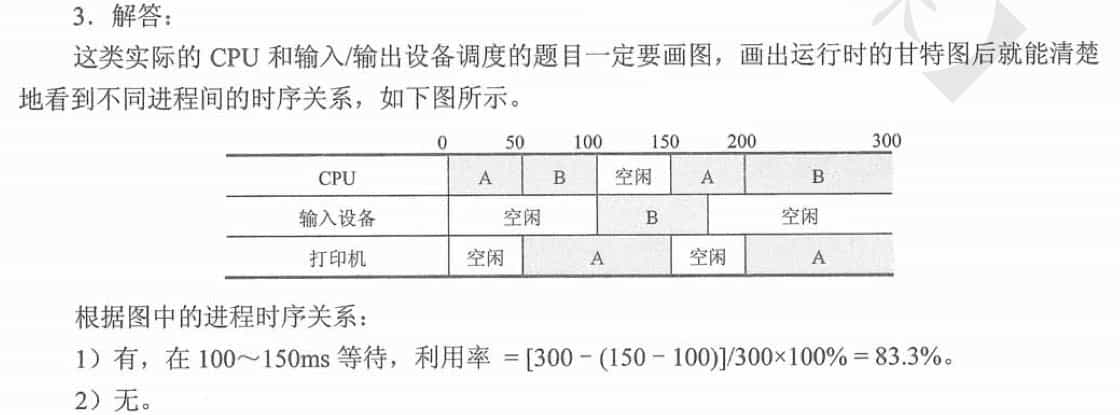 3．解答：
这类实际的 CPU 和输入/输出设备调度的题目一定要画图，画出运行时的甘特图后就能清楚
地看到不同进程间的时序关系，如下图所示。
0 50 100 150 200 300
CPU A B 空闲 A B
输入设备 空闲 B 空闲
打印机 空闲 A 空闲 A
根据图中的进程时序关系：
1）有，在 100～150ms 等待，利用率 = [300 − (150 − 100)]/300×100% = 83.3%。
2）无。